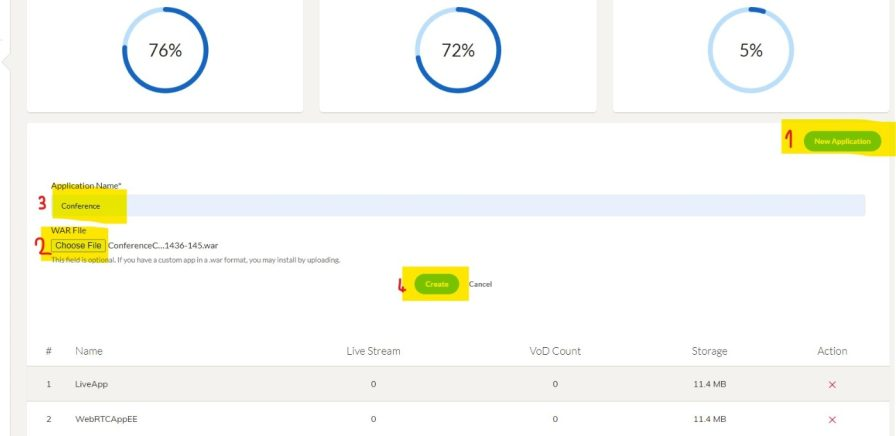 76%
72%
5%
1
New Application
Application Name*
3
Conference
WAR File
2
Choose File ConferenceC...1436-145.war
This field is optional. If you have a custom app in a .war format, you may install by uploading.
4
Create
Cancel
# Name Live Stream VoD Count Storage Action
1 LiveApp 0 0 11.4 MB ×
2 WebRTCAppEE 0 0 11.4 MB ×